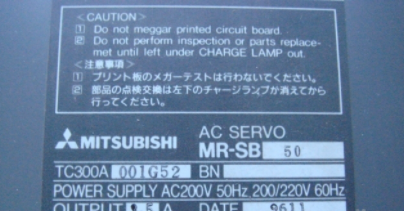 <CAUTION>
1 Do not meggar printed circuit board.
2 Do not perform inspection or parts replace-
met until left under CHARGE LAMP out.
<注意事項>
1 プリント板のメガーテストは行わないでください。
2 部品の点検交換は左下のチャージランプが消えてから
行ってください。
MITSUBISHI
AC SERVO
MR-SB 50
TC300A 001G52 BN
POWER SUPPLY AC200V 50Hz, 200/220V 60Hz
OUTPUT 5 A DATE 9611